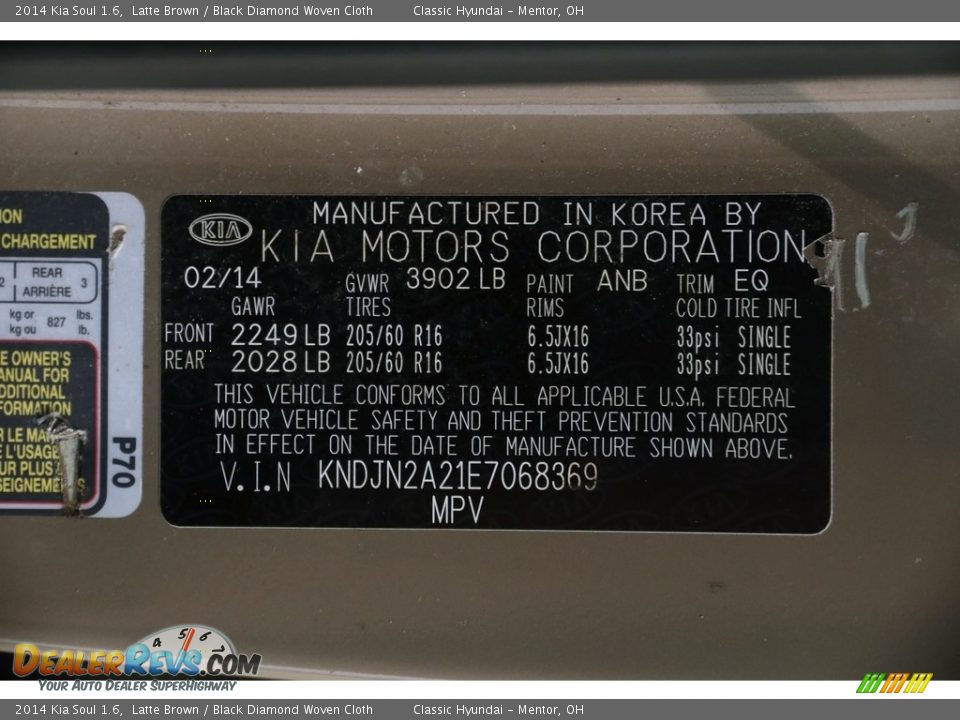 2014 Kia Soul 1.6, Latte Brown / Black Diamond Woven Cloth Classic Hyundai - Mentor, OH
CHARGEMENT
REAR
ARRIÈRE 3
kg or
kg ou 827 lbs.
lb.
OWNER'S
FOR
P70
KIA
MANUFACTURED IN KOREA BY
KIA MOTORS CORPORATION
02/14 GVWR 3902 LB PAINT ANB TRIM EQ
GAWR TIRES RIMS COLD TIRE INFL
FRONT 2249 LB 205/60 R16 6.5JX16 33psi SINGLE
REAR 2028 LB 205/60 R16 6.5JX16 33psi SINGLE
THIS VEHICLE CONFORMS TO ALL APPLICABLE U.S.A. FEDERAL
MOTOR VEHICLE SAFETY AND THEFT PREVENTION STANDARDS
IN EFFECT ON THE DATE OF MANUFACTURE SHOWN ABOVE.
V.I.N KNDJN2A21E7068369
MPV
4 5 6 7
DEALERREVS.COM
YOUR AUTO DEALER SUPERHIGHWAY
2014 Kia Soul 1.6, Latte Brown / Black Diamond Woven Cloth Classic Hyundai - Mentor, OH